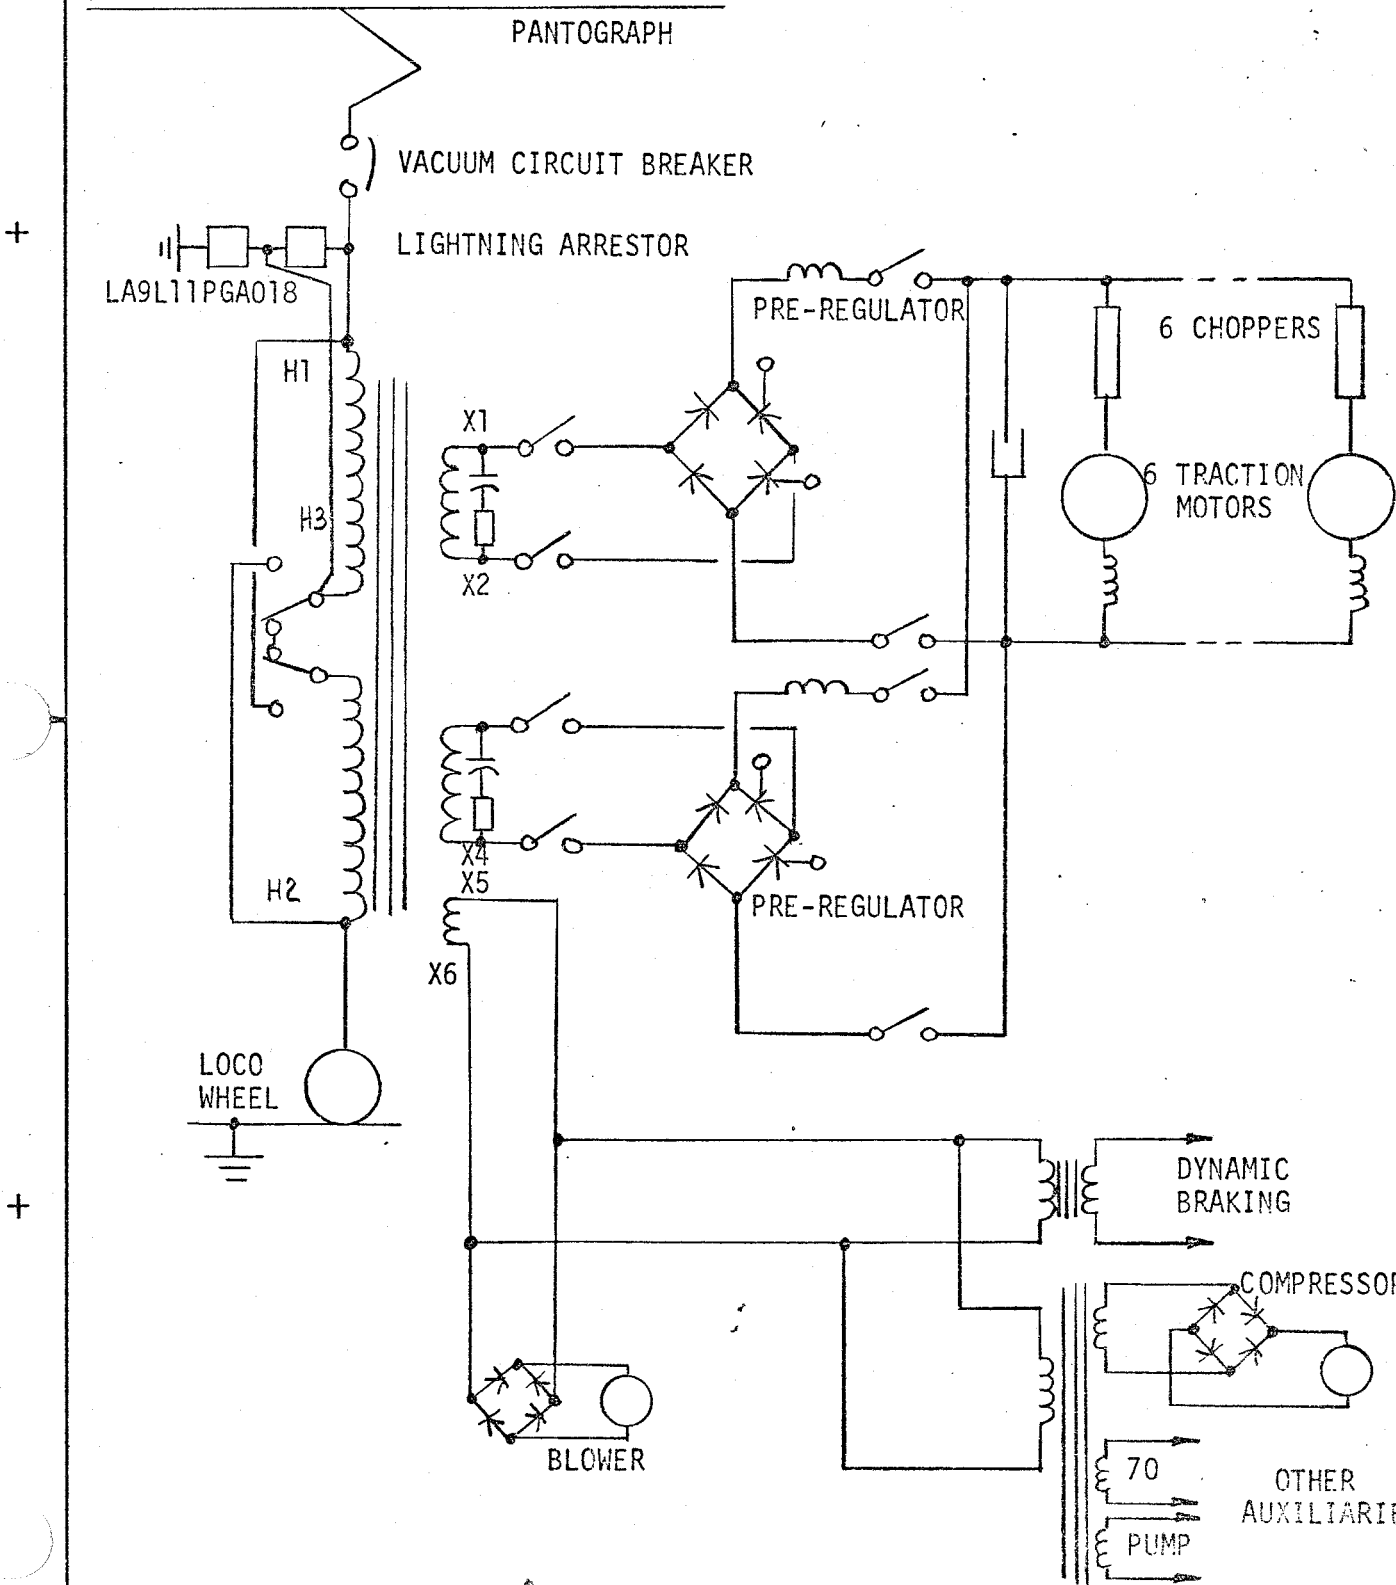 PANTOGRAPH
VACUUM CIRCUIT BREAKER
LIGHTNING ARRESTOR
LA9L11PGA018
PRE-REGULATOR
6 CHOPPERS
H1
X1
H3
6 TRACTION
MOTORS
X2
X4
X5
H2
PRE-REGULATOR
X6
LOCO
WHEEL
DYNAMIC
BRAKING
COMPRESSOR
BLOWER
70
OTHER
AUXILIARIE
PUMP